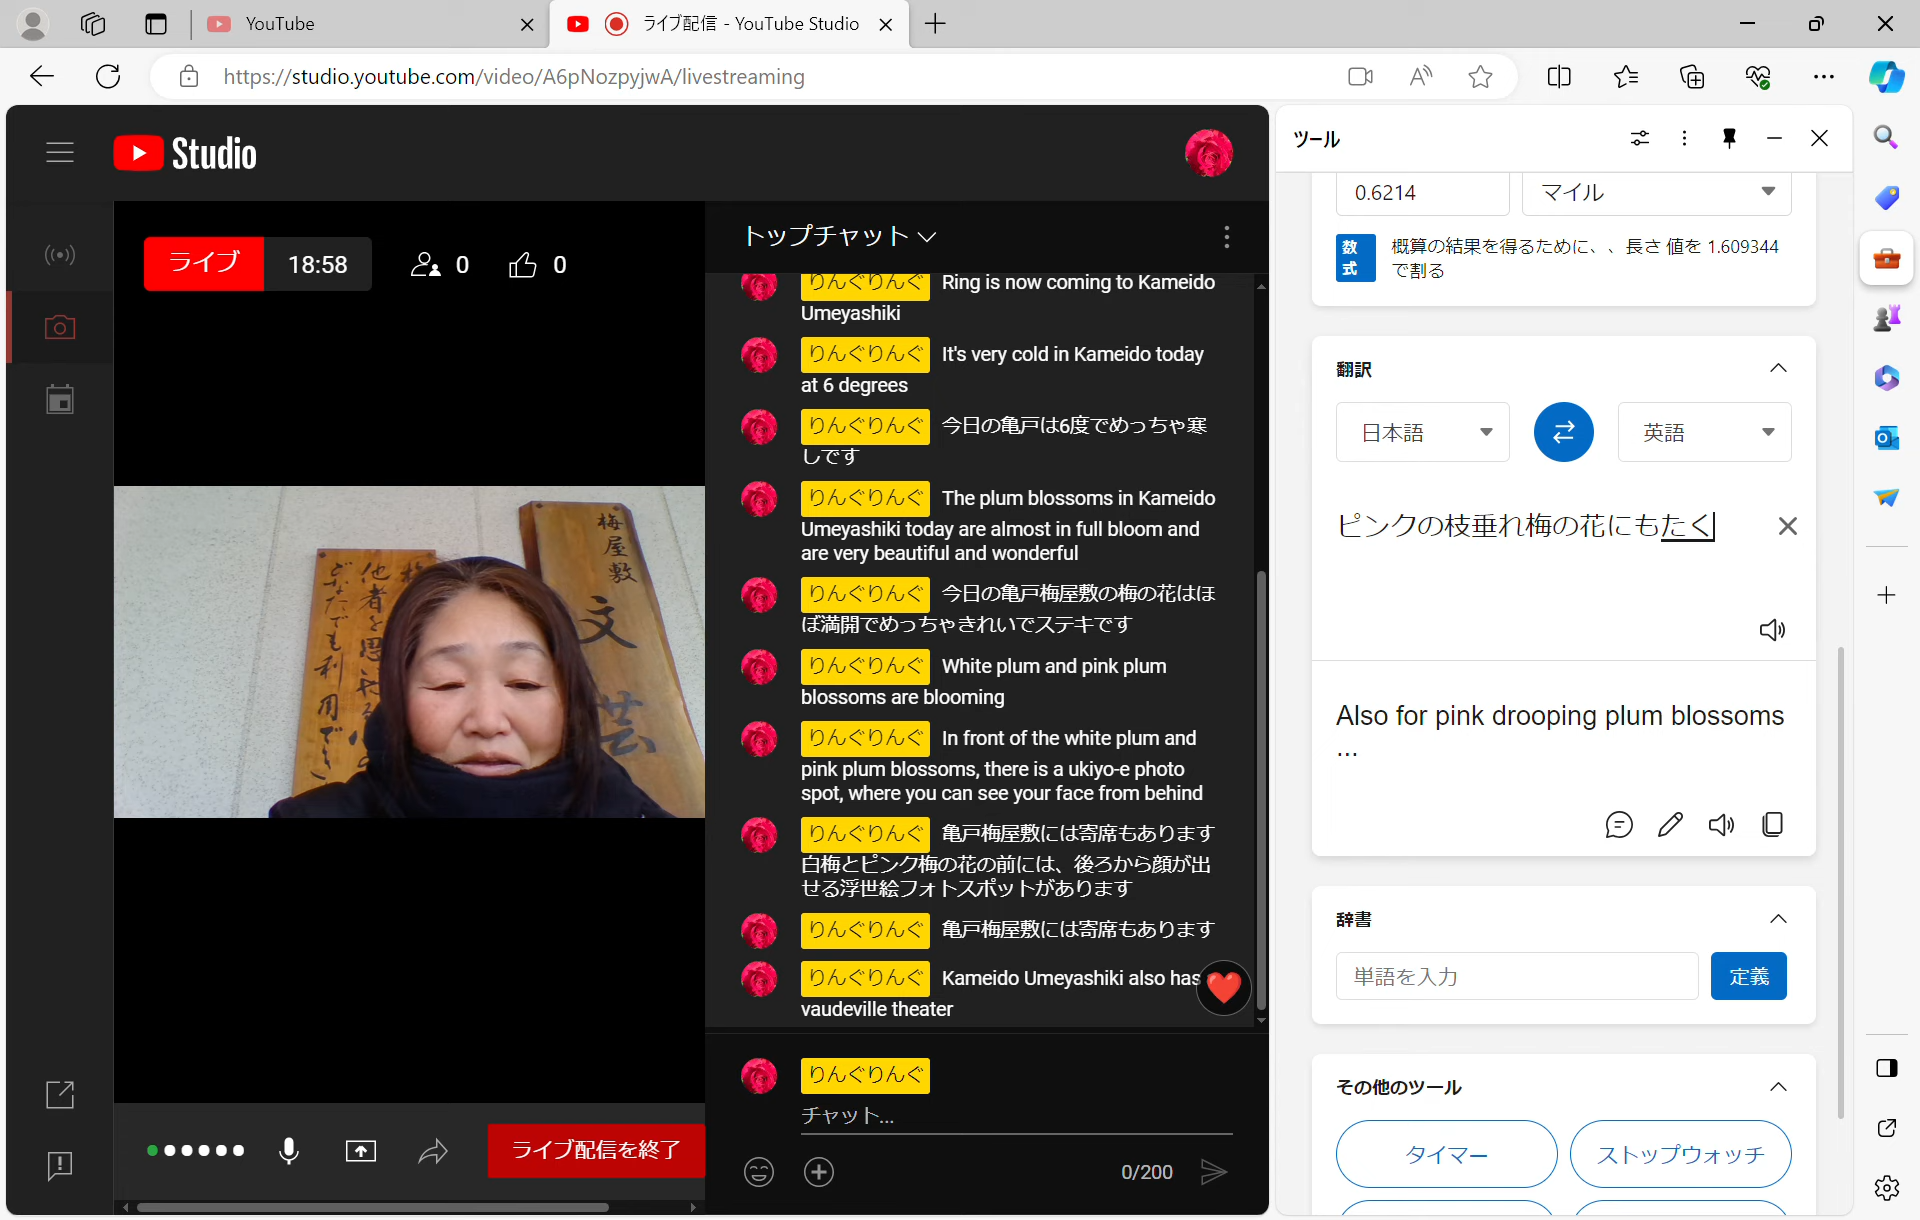 YouTube
ライブ配信 - YouTube Studio
https://studio.youtube.com/video/A6pNozpyjwA/livestreaming
Studio
ライブ 18:58 0 0
トップチャット
りんぐりんぐ Ring is now coming to Kameido
Umeyashiki
りんぐりんぐ It's very cold in Kameido today
at 6 degrees
りんぐりんぐ 今日の亀戸は6度でめっちゃ寒
しです
りんぐりんぐ The plum blossoms in Kameido
Umeyashiki today are almost in full bloom and
are very beautiful and wonderful
りんぐりんぐ 今日の亀戸梅屋敷の梅の花はほ
ぼ満開でめっちゃきれいでステキです
りんぐりんぐ White plum and pink plum
blossoms are blooming
りんぐりんぐ In front of the white plum and
pink plum blossoms, there is a ukiyo-e photo
spot, where you can see your face from behind
りんぐりんぐ 亀戸梅屋敷には寄席もあります
白梅とピンク梅の花の前には、後ろから顔が出
せる浮世絵フォトスポットがあります
りんぐりんぐ 亀戸梅屋敷には寄席もあります
りんぐりんぐ Kameido Umeyashiki also has
vaudeville theater
りんぐりんぐ
チャット...
0/200
ライブ配信を終了
梅屋敷
文芸
どなたでも利用でき
ツール
0.6214
マイル
数式
概算の結果を得るために、、長さ 値を 1.609344
で割る
翻訳
日本語
英語
ピンクの枝垂れ梅の花にもたく
Also for pink drooping plum blossoms
...
辞書
単語を入力
定義
その他のツール
タイマー
ストップウォッチ